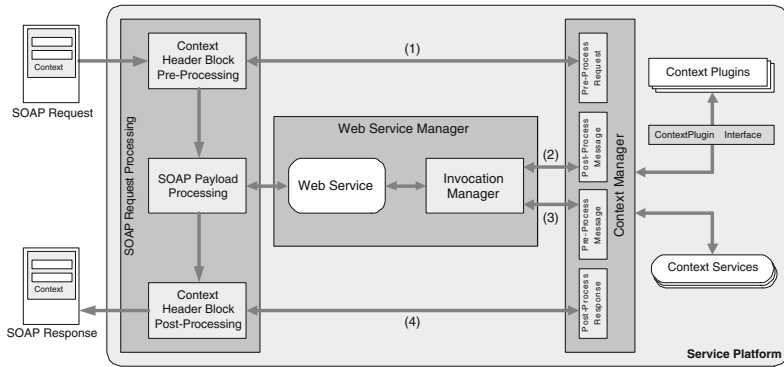 Context
SOAP Request
SOAP Request Processing
Context
Header Block
Pre-Processing
(1)
Pre-Process
Request
Context Plugins
ContextPlugin Interface
Web Service Manager
SOAP Payload
Processing
Web Service
Invocation
Manager
(2)
(3)
Post-Process
Message
Pre-Process
Message
Context Manager
Context
SOAP Response
Context
Header Block
Post-Processing
(4)
Post-Process
Response
Context Services
Service Platform